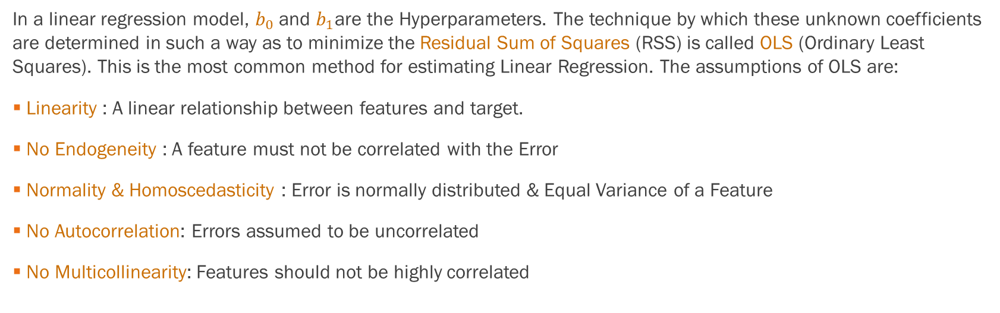 In a linear regression model, b₀ and b₁are the Hyperparameters. The technique by which these unknown coefficients
are determined in such a way as to minimize the Residual Sum of Squares (RSS) is called OLS (Ordinary Least
Squares). This is the most common method for estimating Linear Regression. The assumptions of OLS are:
▪ Linearity : A linear relationship between features and target.
▪ No Endogeneity : A feature must not be correlated with the Error
▪ Normality & Homoscedasticity : Error is normally distributed & Equal Variance of a Feature
▪ No Autocorrelation: Errors assumed to be uncorrelated
▪ No Multicollinearity: Features should not be highly correlated